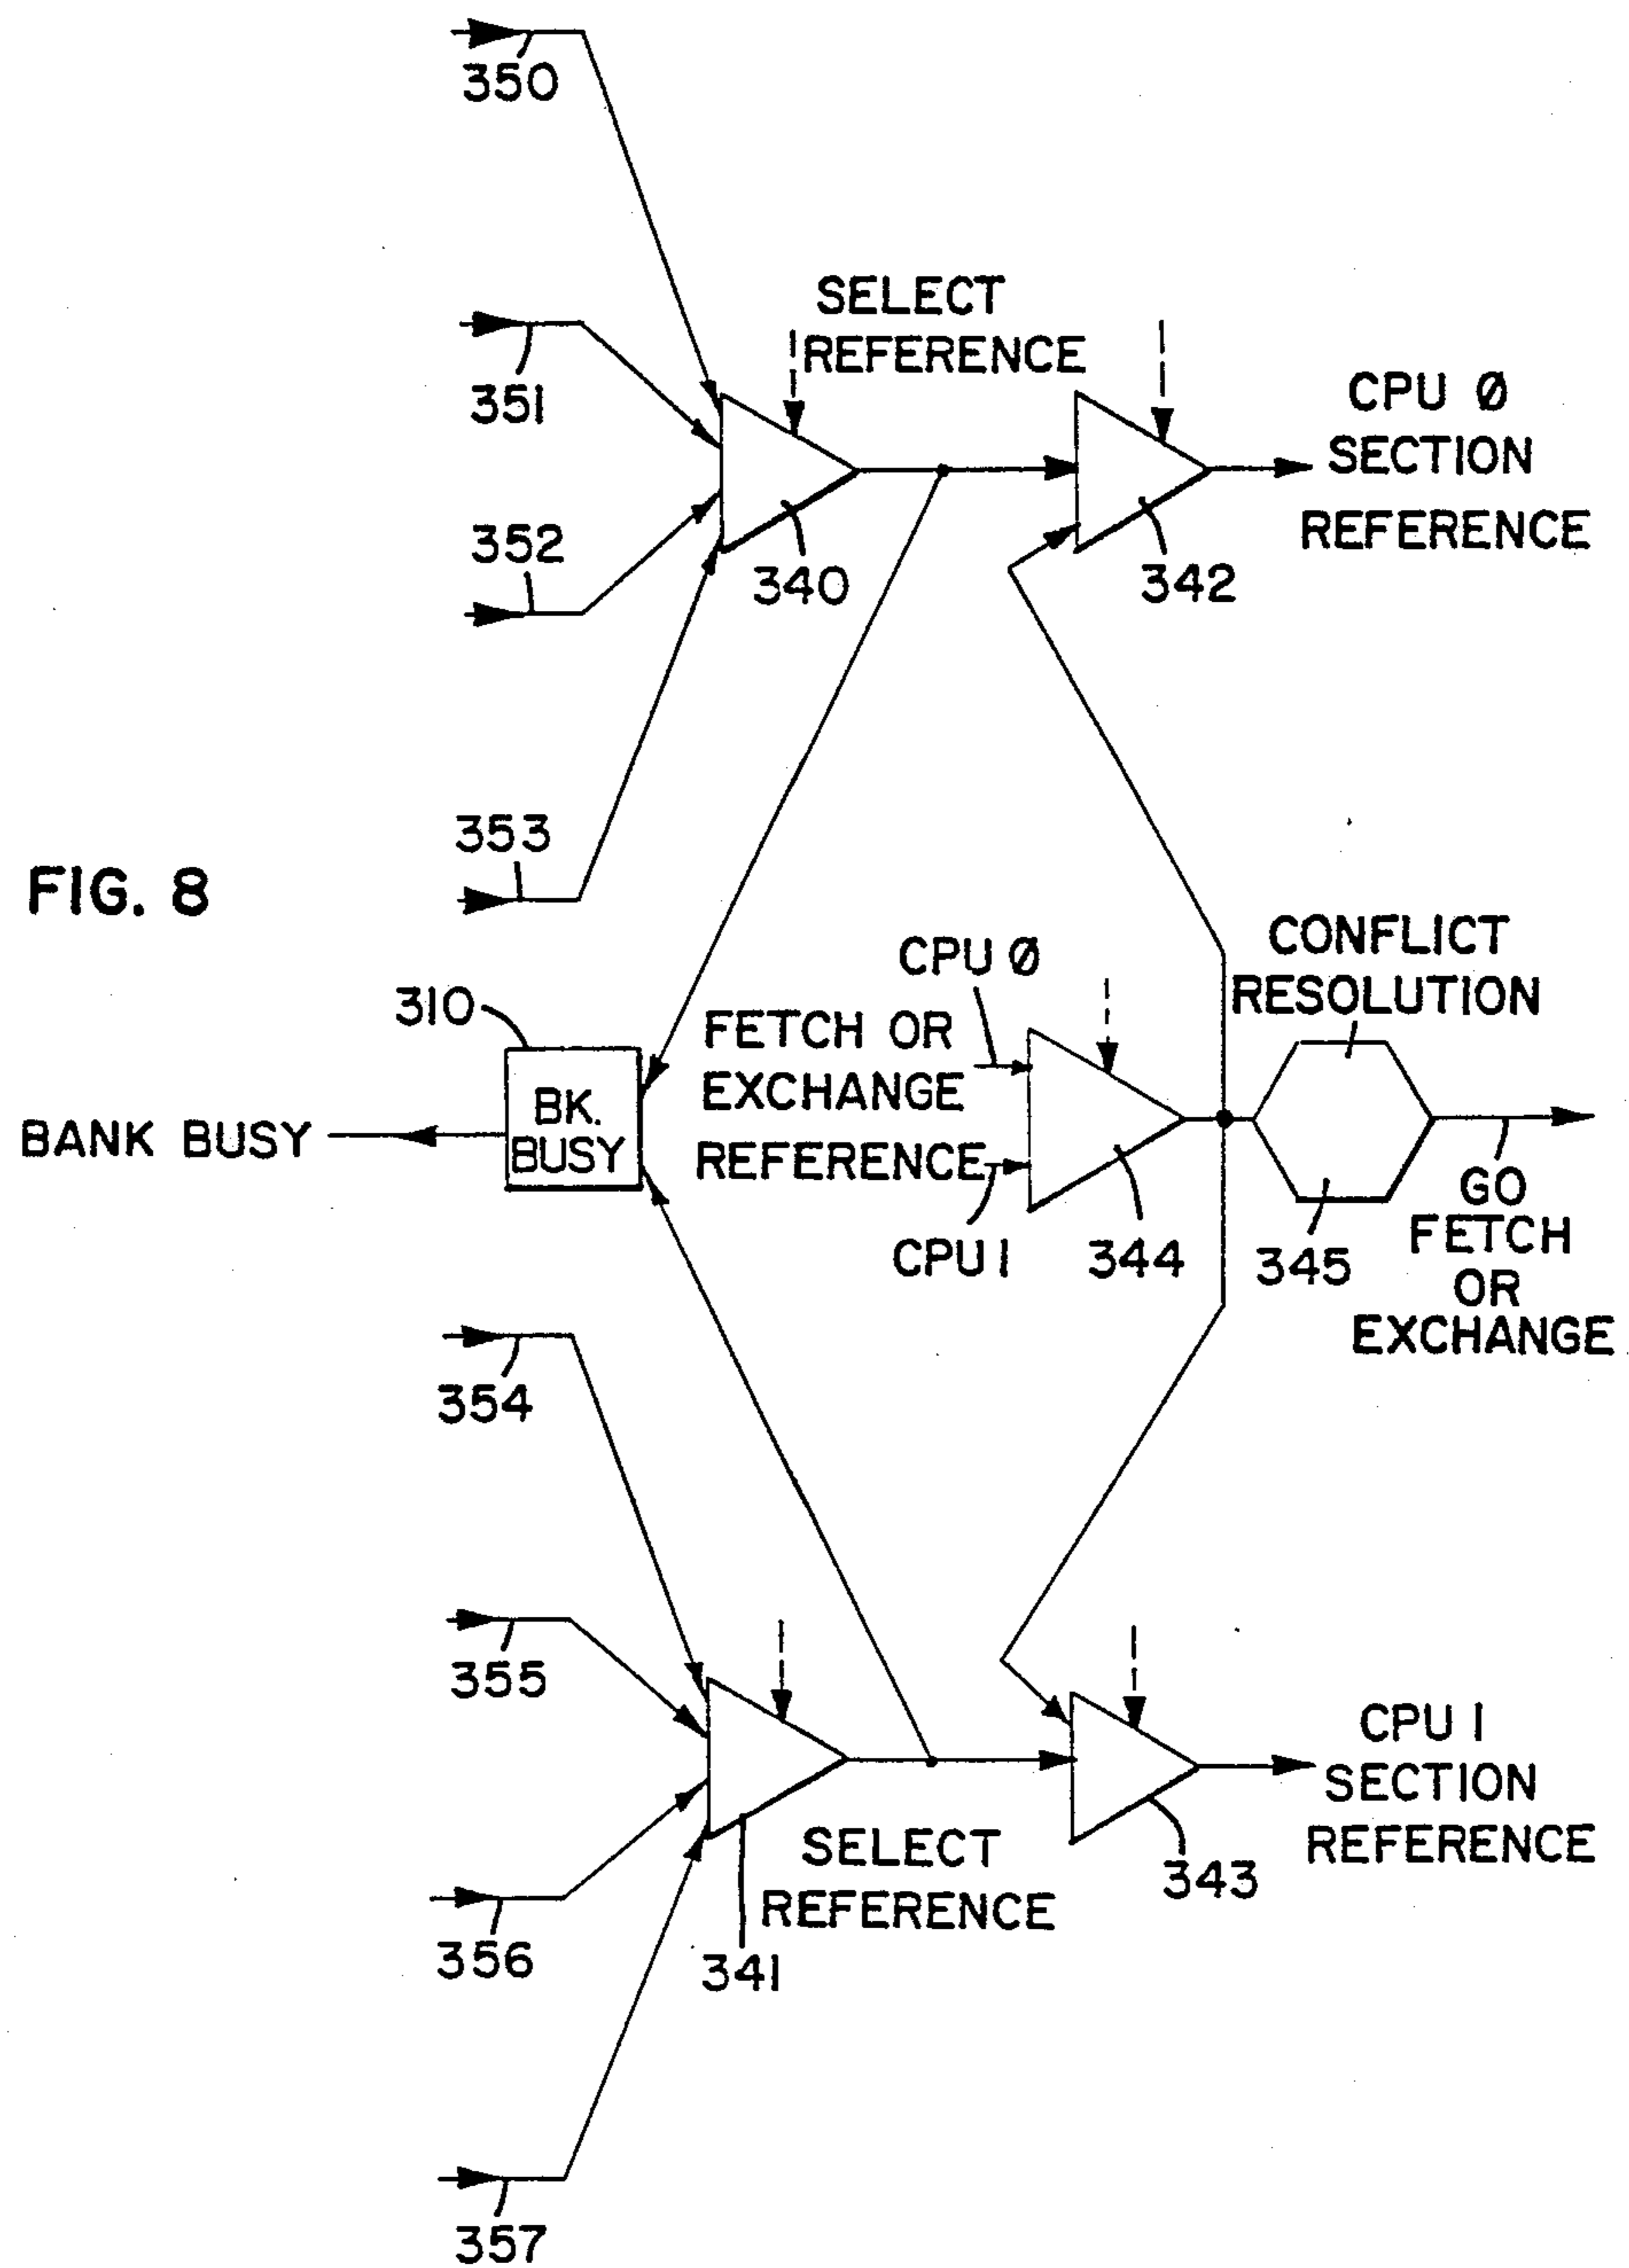 350
SELECT
REFERENCE
351
CPU Ø
SECTION
REFERENCE
352
340
342
353
FIG. 8
CONFLICT
RESOLUTION
CPU Ø
310
FETCH OR
EXCHANGE
REFERENCE
BK.
BUSY
BANK BUSY
CPU 1
344
345
GO
FETCH
OR
EXCHANGE
354
355
CPU 1
SECTION
REFERENCE
SELECT
REFERENCE
343
356
341
357